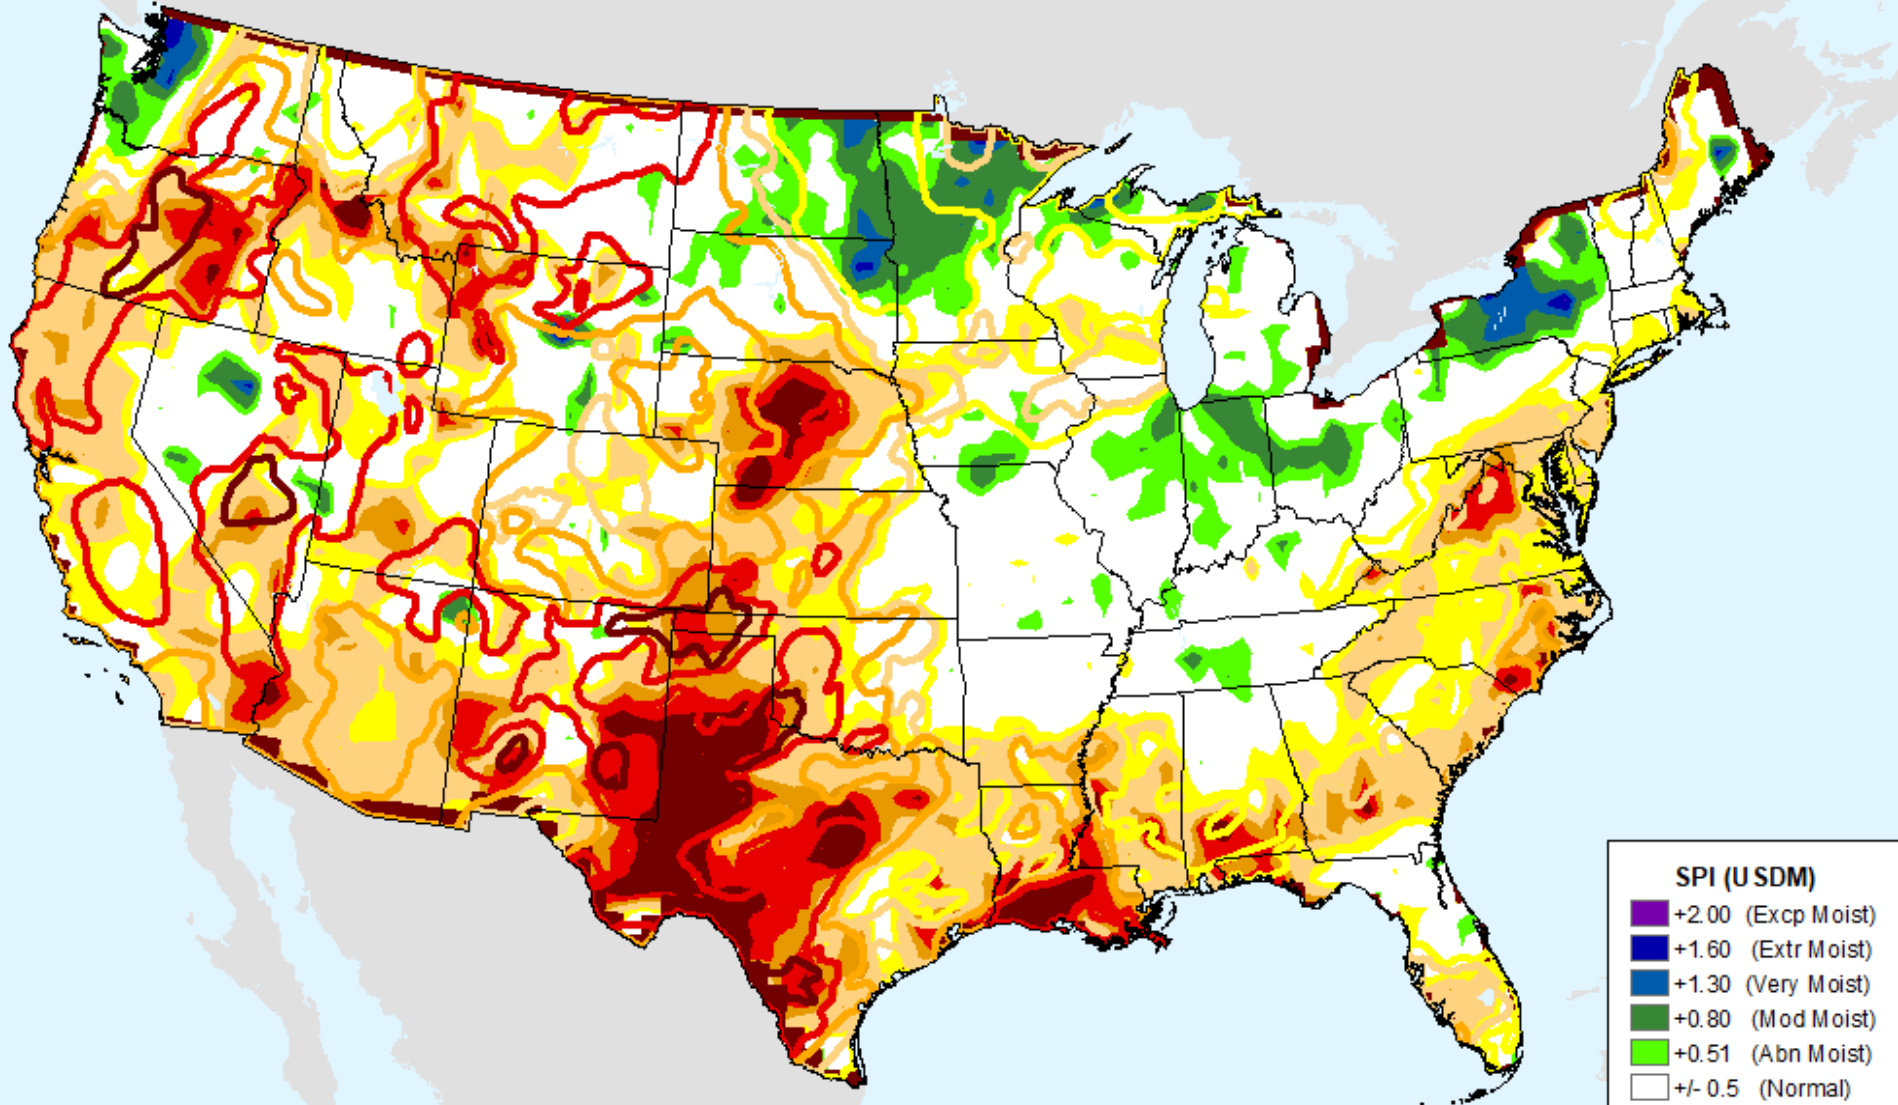 SPI (USDM)
+2.00 (Excp Moist)
+1.60 (Extr Moist)
+1.30 (Very Moist)
+0.80 (Mod Moist)
+0.51 (Abn Moist)
+/- 0.5 (Normal)